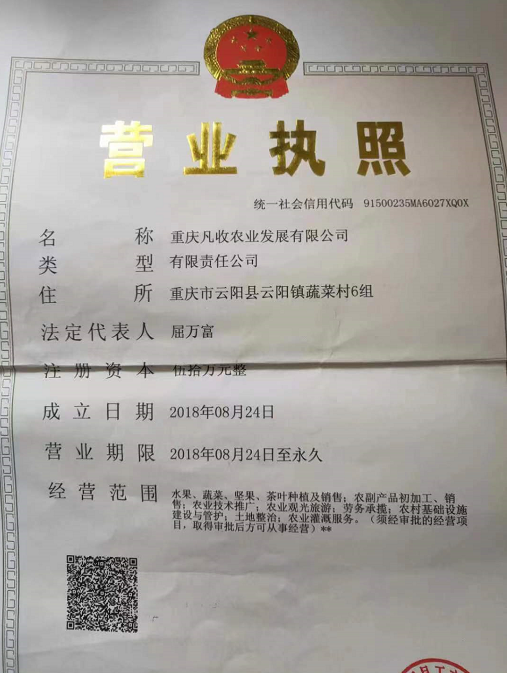 营业执照
统一社会信用代码 91500235MA6027XQ0X
名称 重庆凡收农业发展有限公司
类型 有限责任公司
住所 重庆市云阳县云阳镇蔬菜村6组
法定代表人 屈万富
注册资本 伍拾万元整
成立日期 2018年08月24日
营业期限 2018年08月24日至永久
经营范围 水果、蔬菜、坚果、茶叶种植及销售；农副产品初加工、销
售；农业技术推广；农业观光旅游；劳务承揽；农村基础设施
建设与管护；土地整治；农业灌溉服务。（须经审批的经营项
目，取得审批后方可从事经营）**